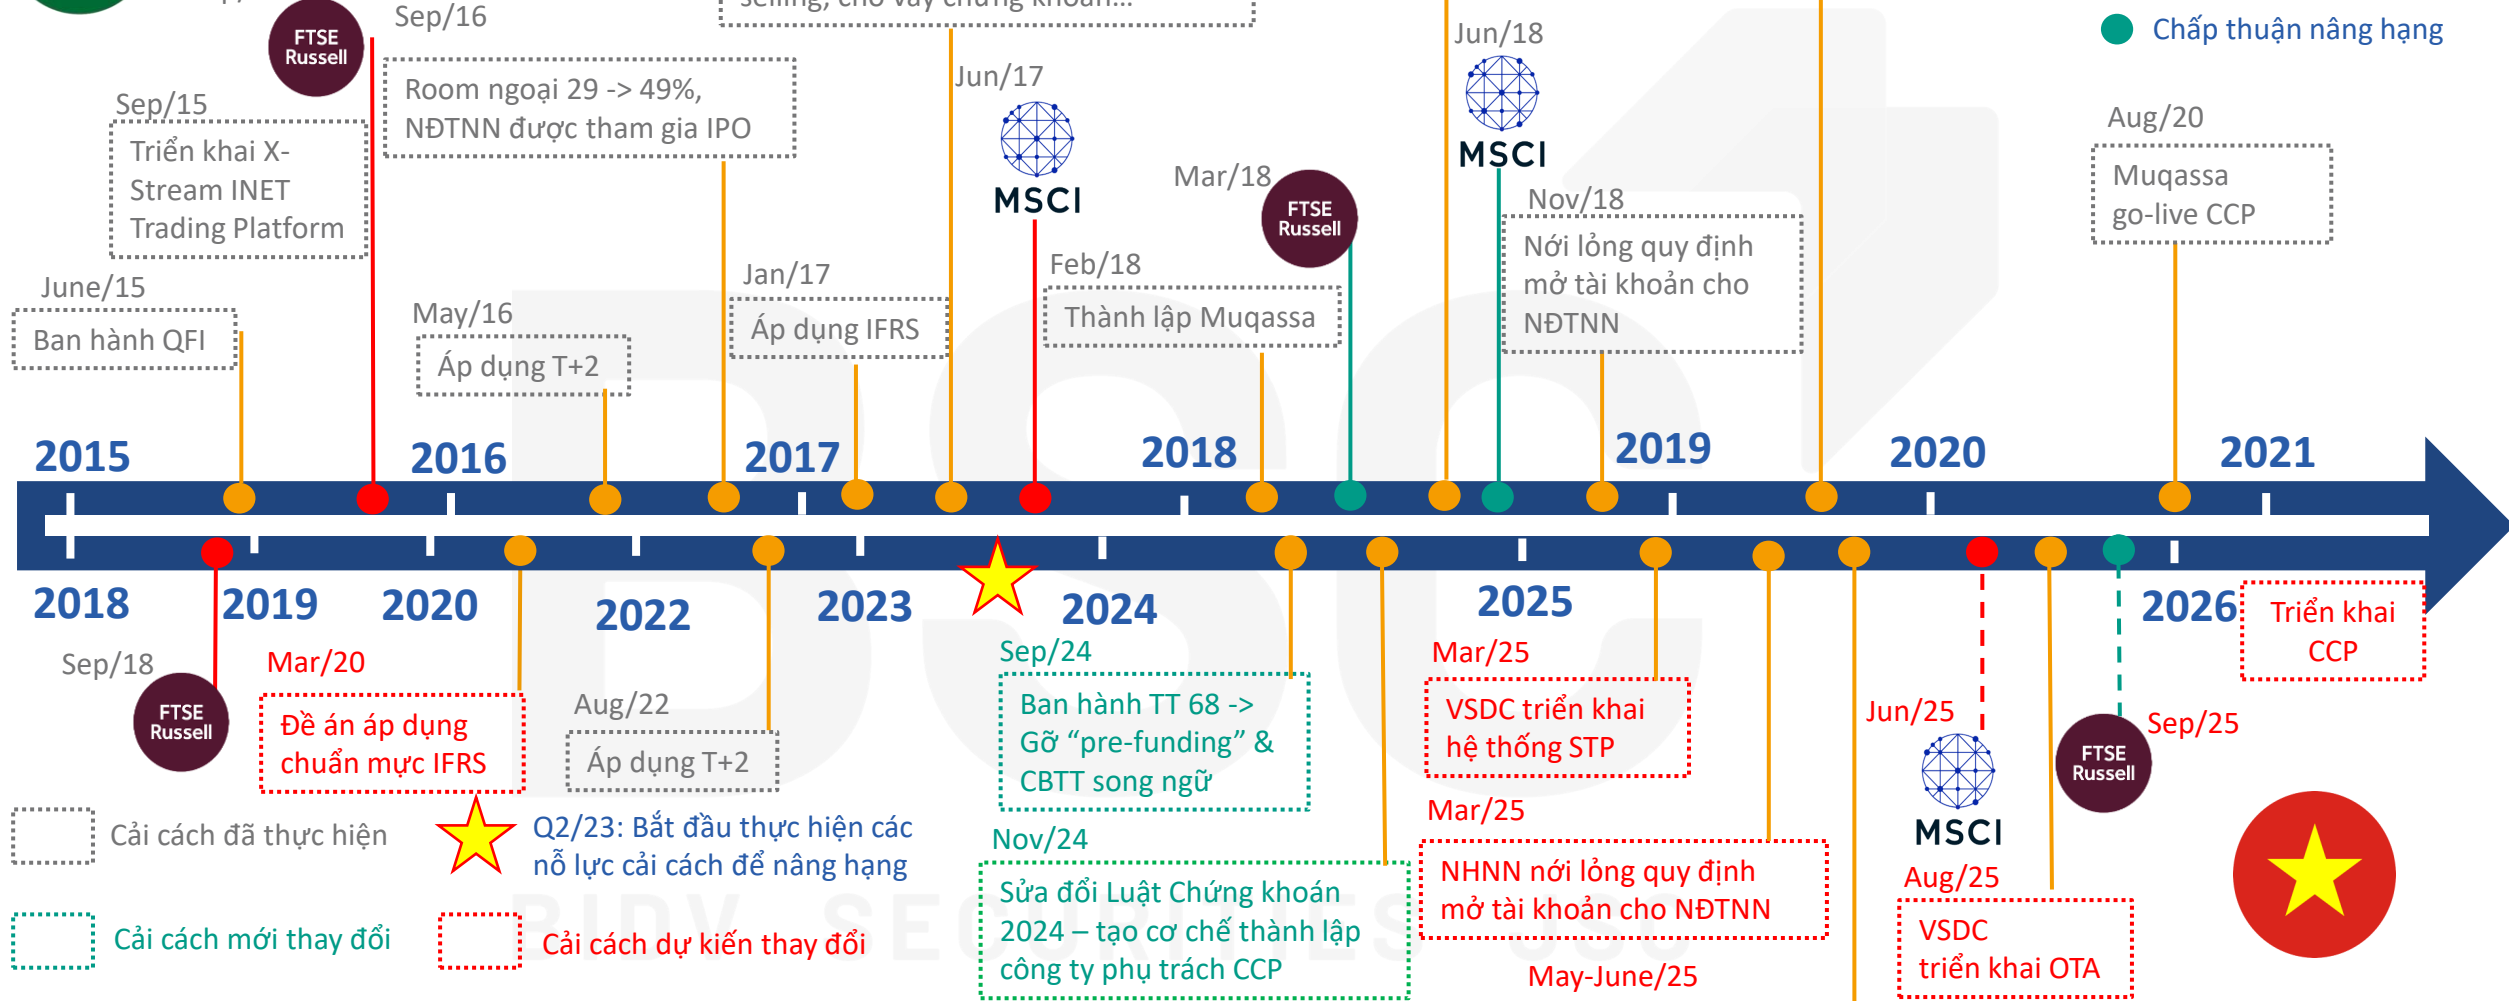 Sep/16
selling, cho vay chứng khoán...
FTSE
Russell
Jun/18
Chấp thuận nâng hạng
Room ngoại 29 -> 49%,
NĐTNN được tham gia IPO
Jun/17
MSCI
Sep/15
Triển khai X-
Stream INET
Trading Platform
MSCI
Aug/20
Muqassa
go-live CCP
Mar/18
FTSE
Russell
Nov/18
Nới lỏng quy định
mở tài khoản cho
NĐTNN
June/15
Ban hành QFI
May/16
Áp dụng T+2
Jan/17
Áp dụng IFRS
Feb/18
Thành lập Muqassa
2015
2016
2017
2018
2019
2020
2021
2018
2019
2020
2022
2023
2024
2025
2026
Triển khai
CCP
Sep/18
FTSE
Russell
Mar/20
Đề án áp dụng
chuẩn mực IFRS
Aug/22
Áp dụng T+2
Sep/24
Ban hành TT 68 ->
Gỡ “pre-funding” &
CBTT song ngữ
Mar/25
VSDC triển khai
hệ thống STP
Jun/25
MSCI
Sep/25
FTSE
Russell
Cải cách đã thực hiện
Q2/23: Bắt đầu thực hiện các
nỗ lực cải cách để nâng hạng
Nov/24
Sửa đổi Luật Chứng khoán
2024 – tạo cơ chế thành lập
công ty phụ trách CCP
Mar/25
NHNN nới lỏng quy định
mở tài khoản cho NĐTNN
Aug/25
VSDC
triển khai OTA
Cải cách mới thay đổi
Cải cách dự kiến thay đổi
May-June/25
BSC
BIDV SECURITIES JSC